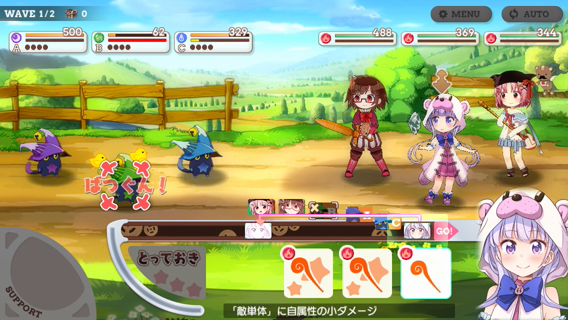 WAVE 1/2 0
MENU
AUTO
500
62
329
488
369
344
A
B
C
ばつぐん!
GO!
とっておき
SUPPORT
「敵単体」に自属性の小ダメージ